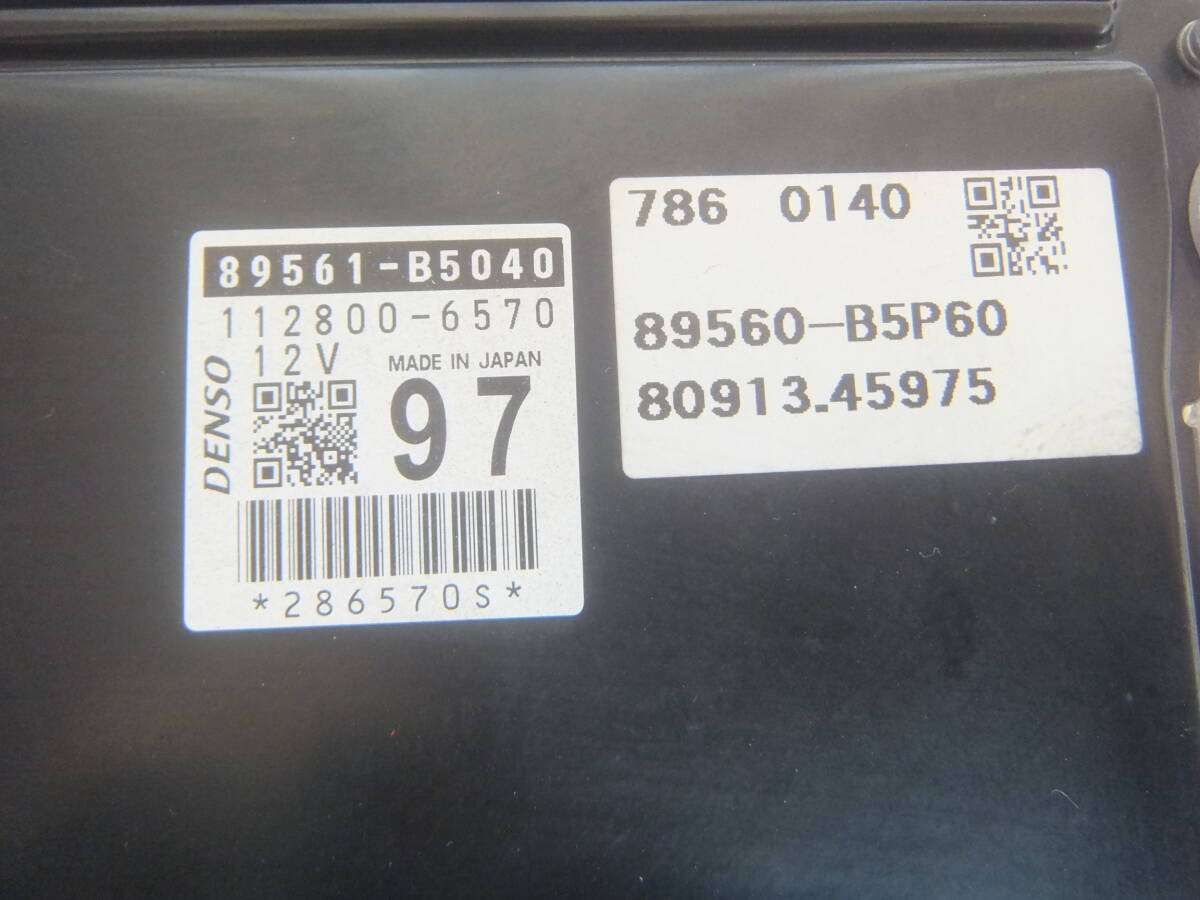 89561-B5040
112800-6570
12V MADE IN JAPAN
DENSO
97
*286570S*
786 0140
89560-B5P60
80913.45975